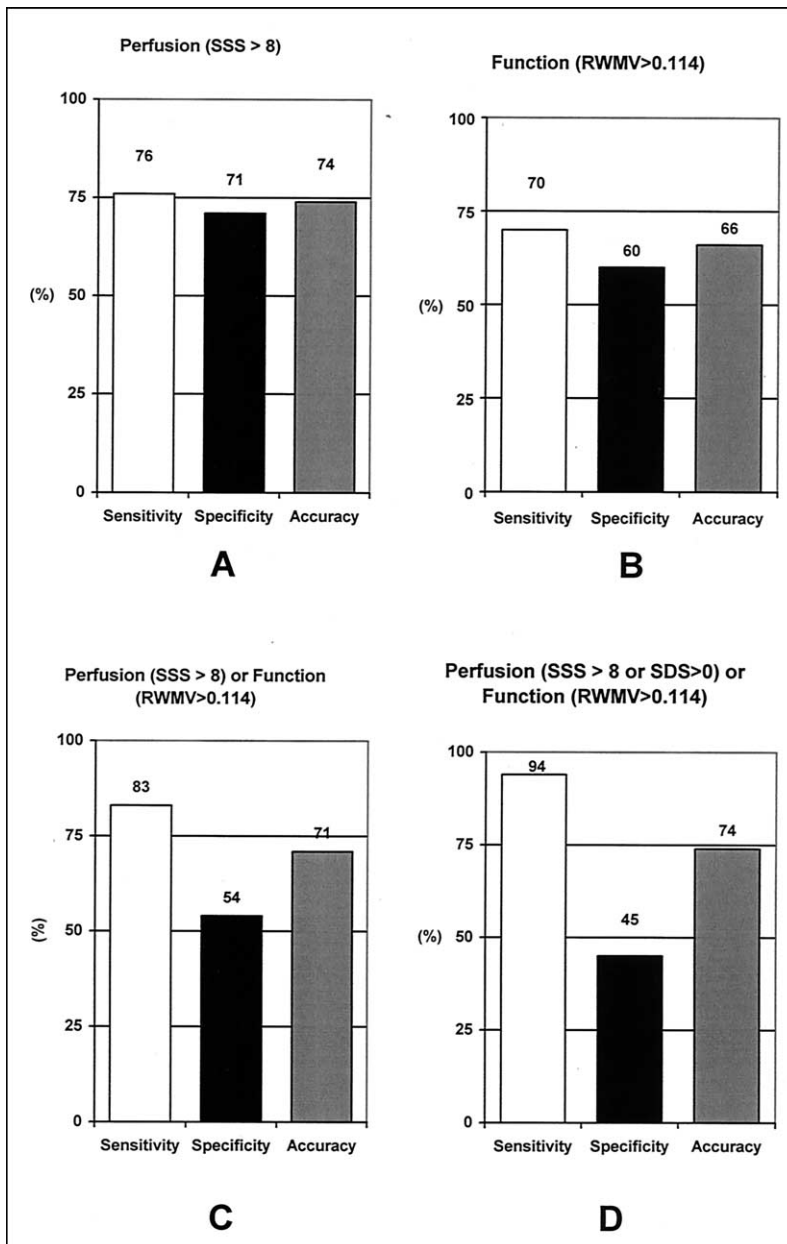 Perfusion (SSS > 8)
100
75
50
25
0
(%)
76
71
74
Sensitivity Specificity Accuracy
A
Function (RWMV>0.114)
100
75
50
25
0
(%)
70
60
66
Sensitivity Specificity Accuracy
B
Perfusion (SSS > 8) or Function
(RWMV>0.114)
100
75
50
25
0
(%)
83
54
71
Sensitivity Specificity Accuracy
C
Perfusion (SSS > 8 or SDS>0) or
Function (RWMV>0.114)
100
75
50
25
0
(%)
94
45
74
Sensitivity Specificity Accuracy
D